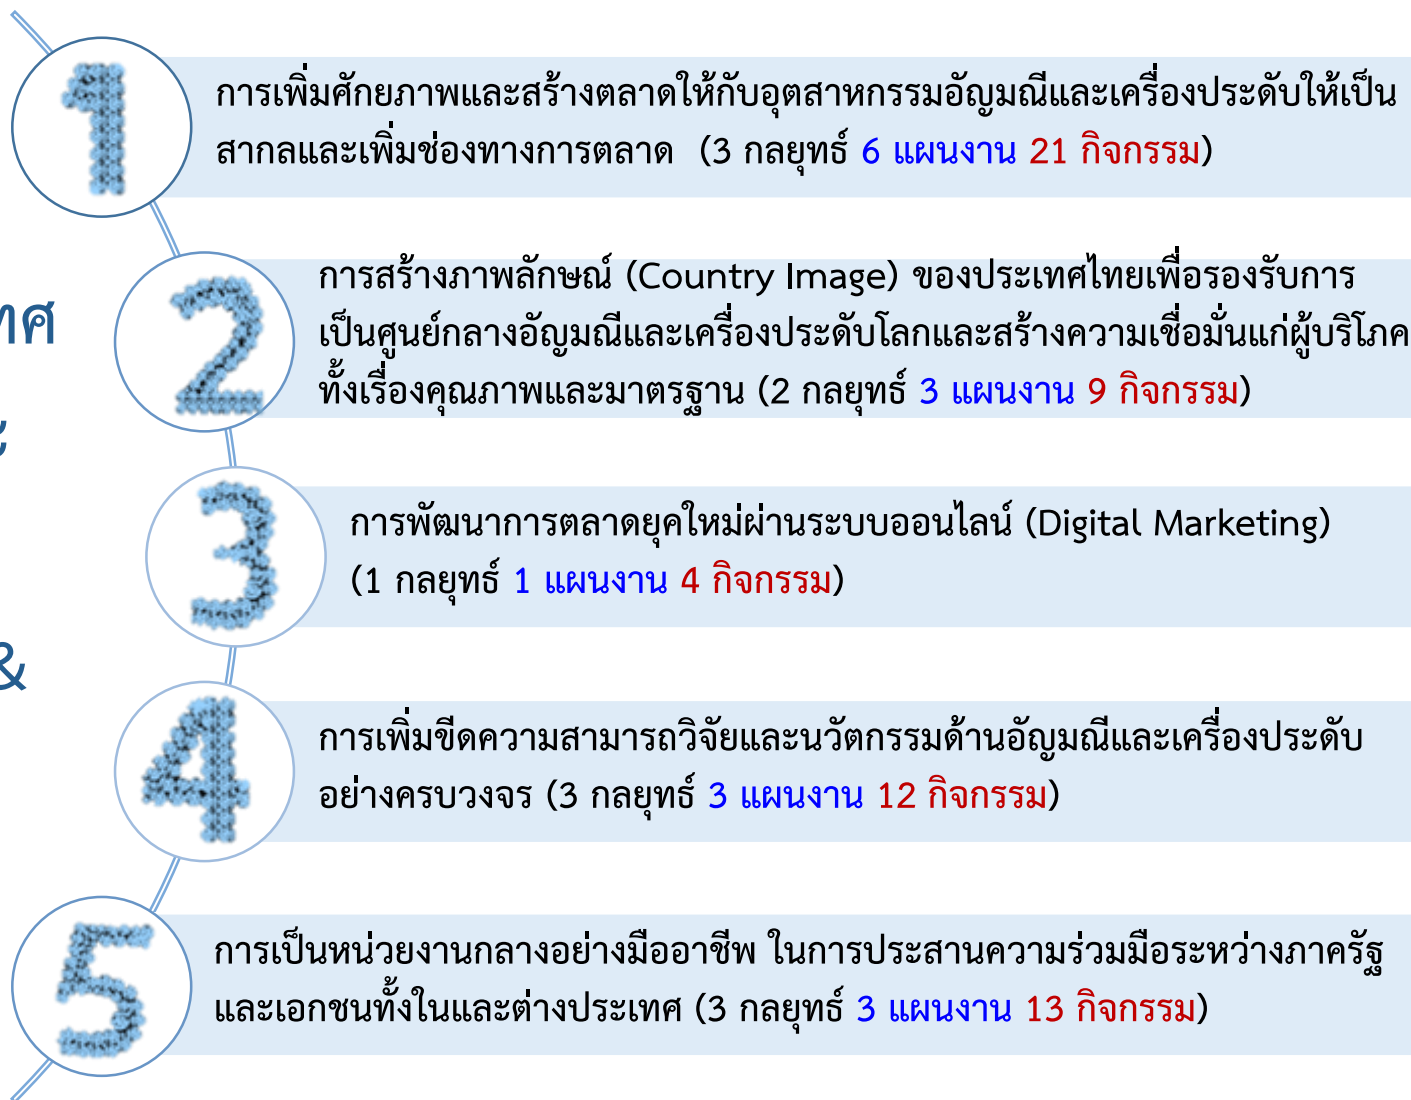 1
การเพิ่มศักยภาพและสร้างตลาดให้กับอุตสาหกรรมอัญมณีและเครื่องประดับให้เป็น
สากลและเพิ่มช่องทางการตลาด (3 กลยุทธ์ 6 แผนงาน 21 กิจกรรม)
2
การสร้างภาพลักษณ์ (Country Image) ของประเทศไทยเพื่อรองรับการ
เป็นศูนย์กลางอัญมณีและเครื่องประดับโลกและสร้างความเชื่อมั่นแก่ผู้บริโภค
ทั้งเรื่องคุณภาพและมาตรฐาน (2 กลยุทธ์ 3 แผนงาน 9 กิจกรรม)
3
การพัฒนาการตลาดยุคใหม่ผ่านระบบออนไลน์ (Digital Marketing)
(1 กลยุทธ์ 1 แผนงาน 4 กิจกรรม)
&
4
การเพิ่มขีดความสามารถวิจัยและนวัตกรรมด้านอัญมณีและเครื่องประดับ
อย่างครบวงจร (3 กลยุทธ์ 3 แผนงาน 12 กิจกรรม)
5
การเป็นหน่วยงานกลางอย่างมืออาชีพ ในการประสานความร่วมมือระหว่างภาครัฐ
และเอกชนทั้งในและต่างประเทศ (3 กลยุทธ์ 3 แผนงาน 13 กิจกรรม)